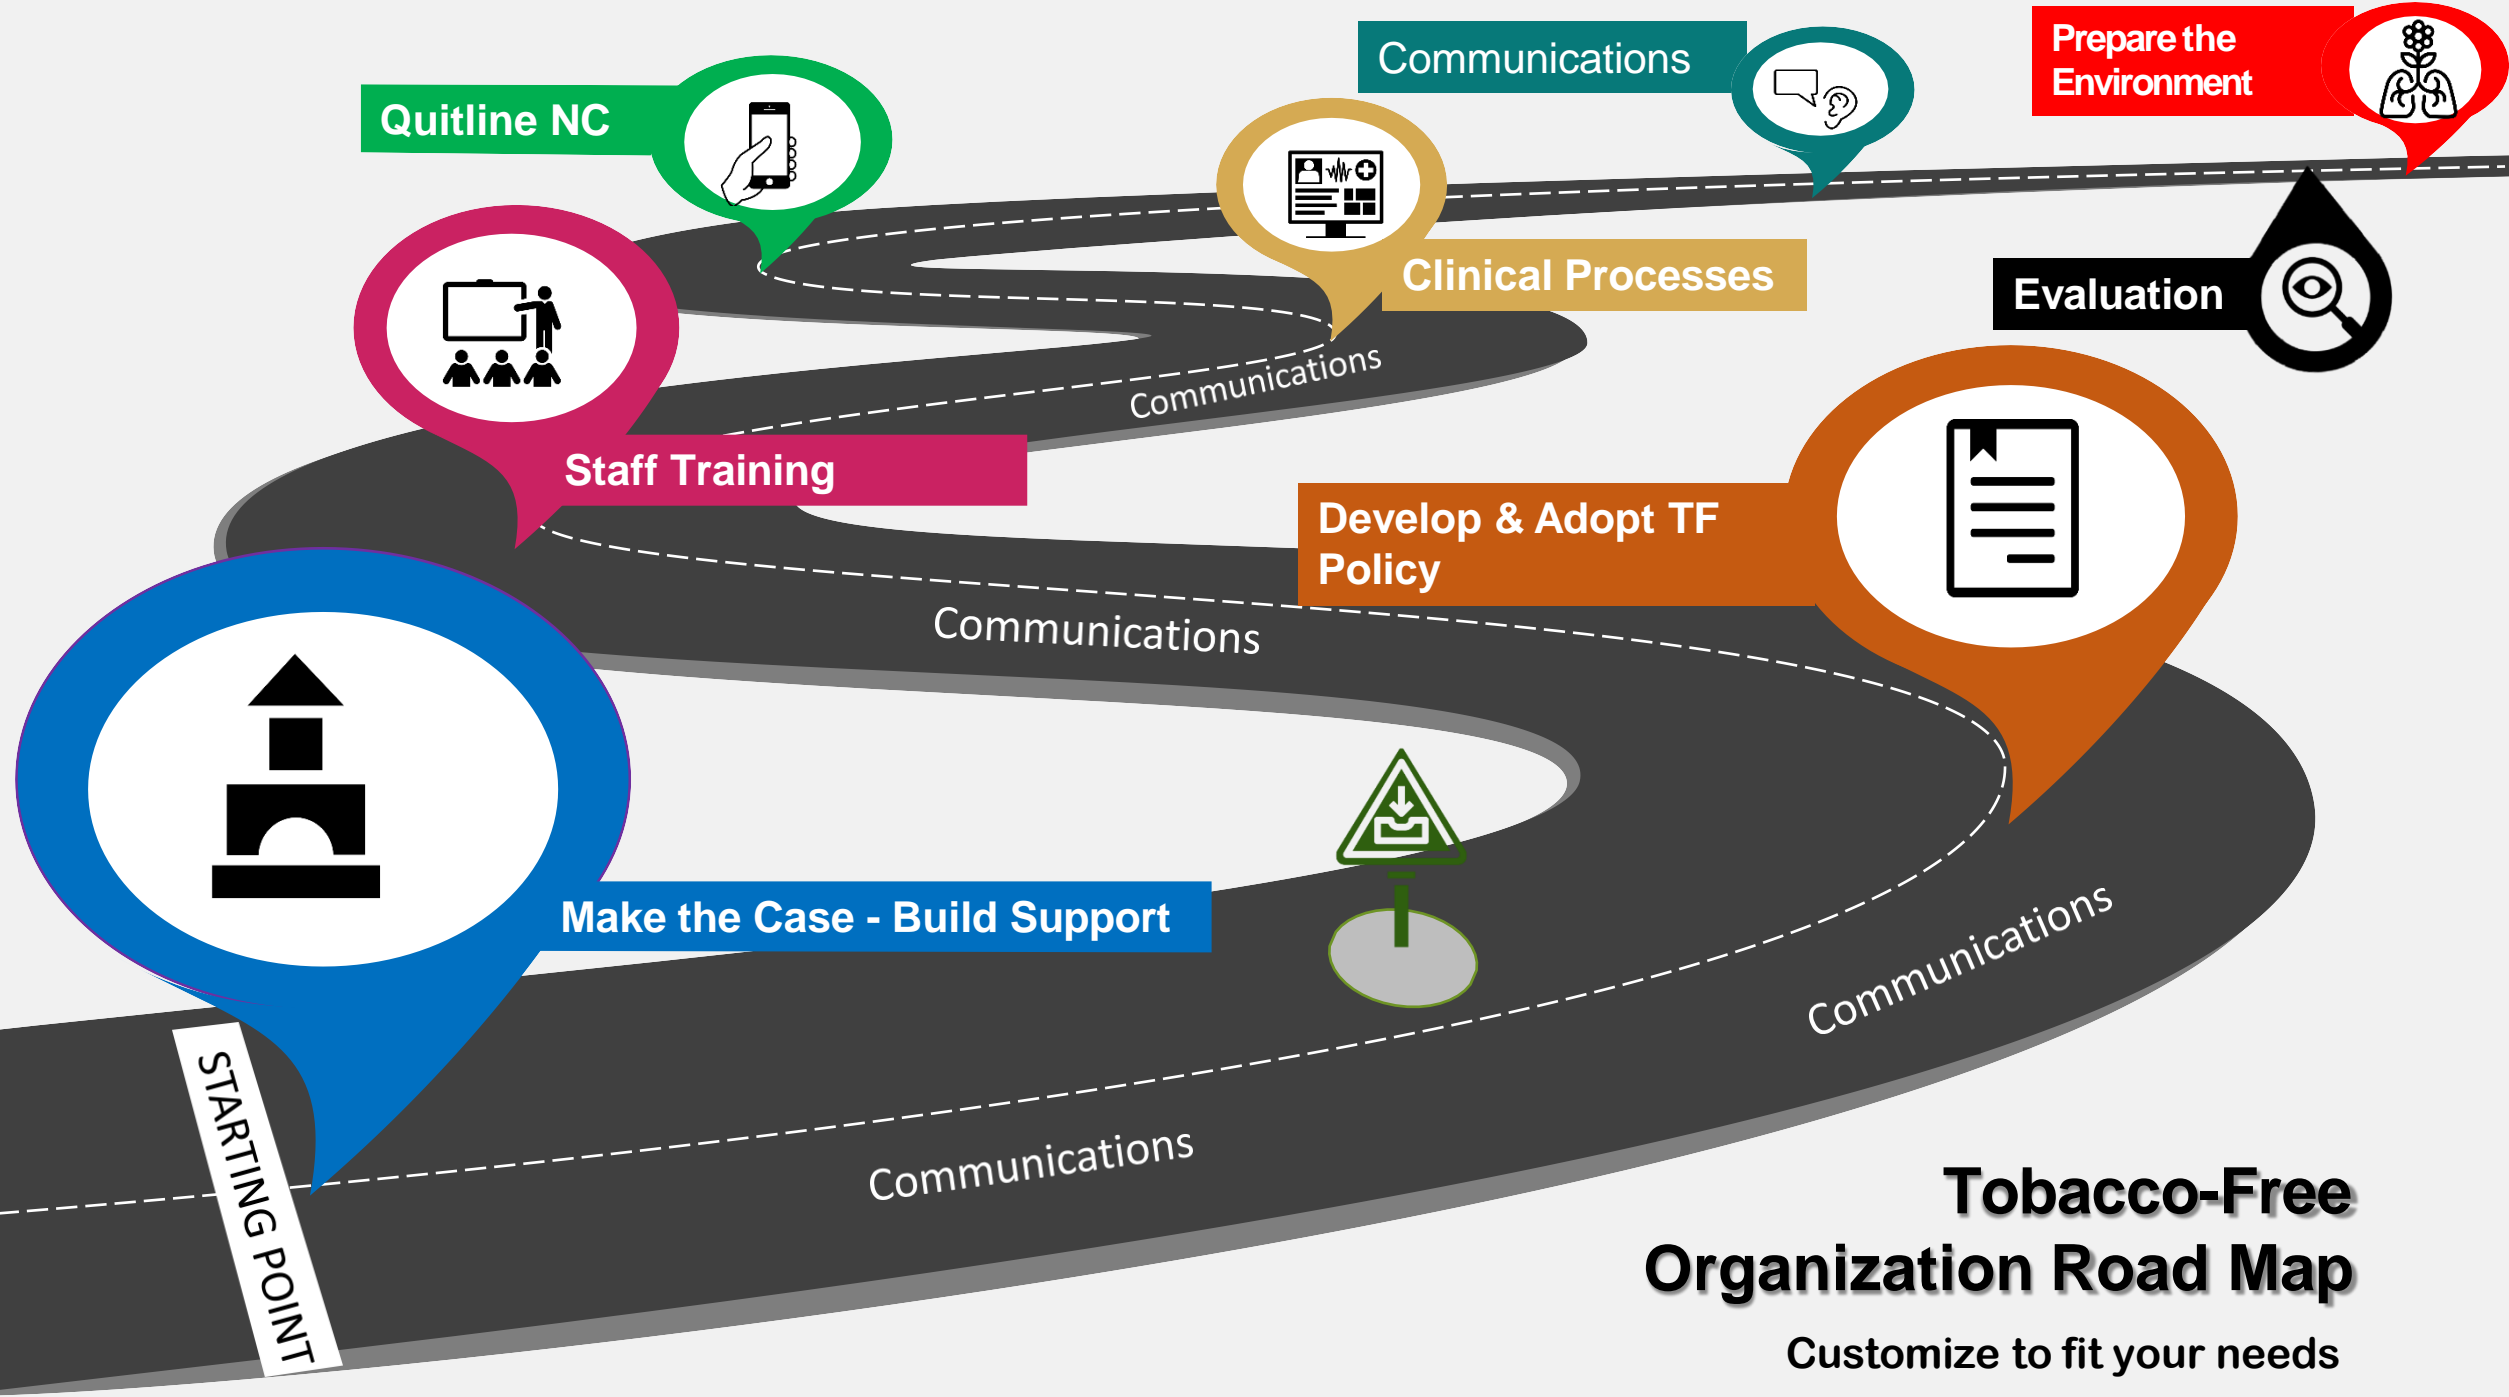 Communications
Prepare the
Environment
Quitline NC
Clinical Processes
Evaluation
Communications
Staff Training
Develop & Adopt TF
Policy
Communications
Make the Case - Build Support
Communications
Communications
STARTING POINT
Tobacco-Free
Organization Road Map
Customize to fit your needs